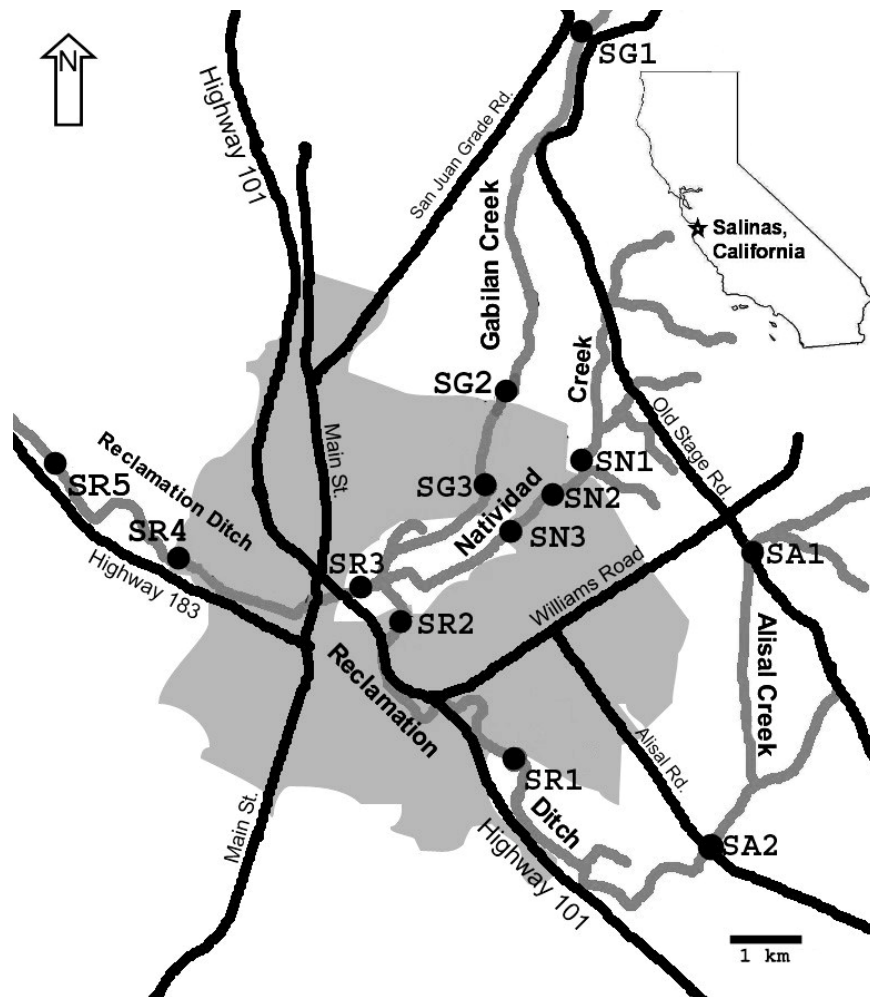 N
SG1
Highway 101
San Juan Grade Rd.
Salinas,
California
Gabilan Creek
Creek
SG2
Old Stage Rd.
Main St.
Reclamation Ditch
SN1
SR5
SG3
Natividad
SN2
SR4
SN3
SA1
SR3
Highway 183
Williams Road
SR2
Alisal Creek
Reclamation
Alisal Rd.
SR1
Main St.
Ditch
SA2
Highway 101
1 km